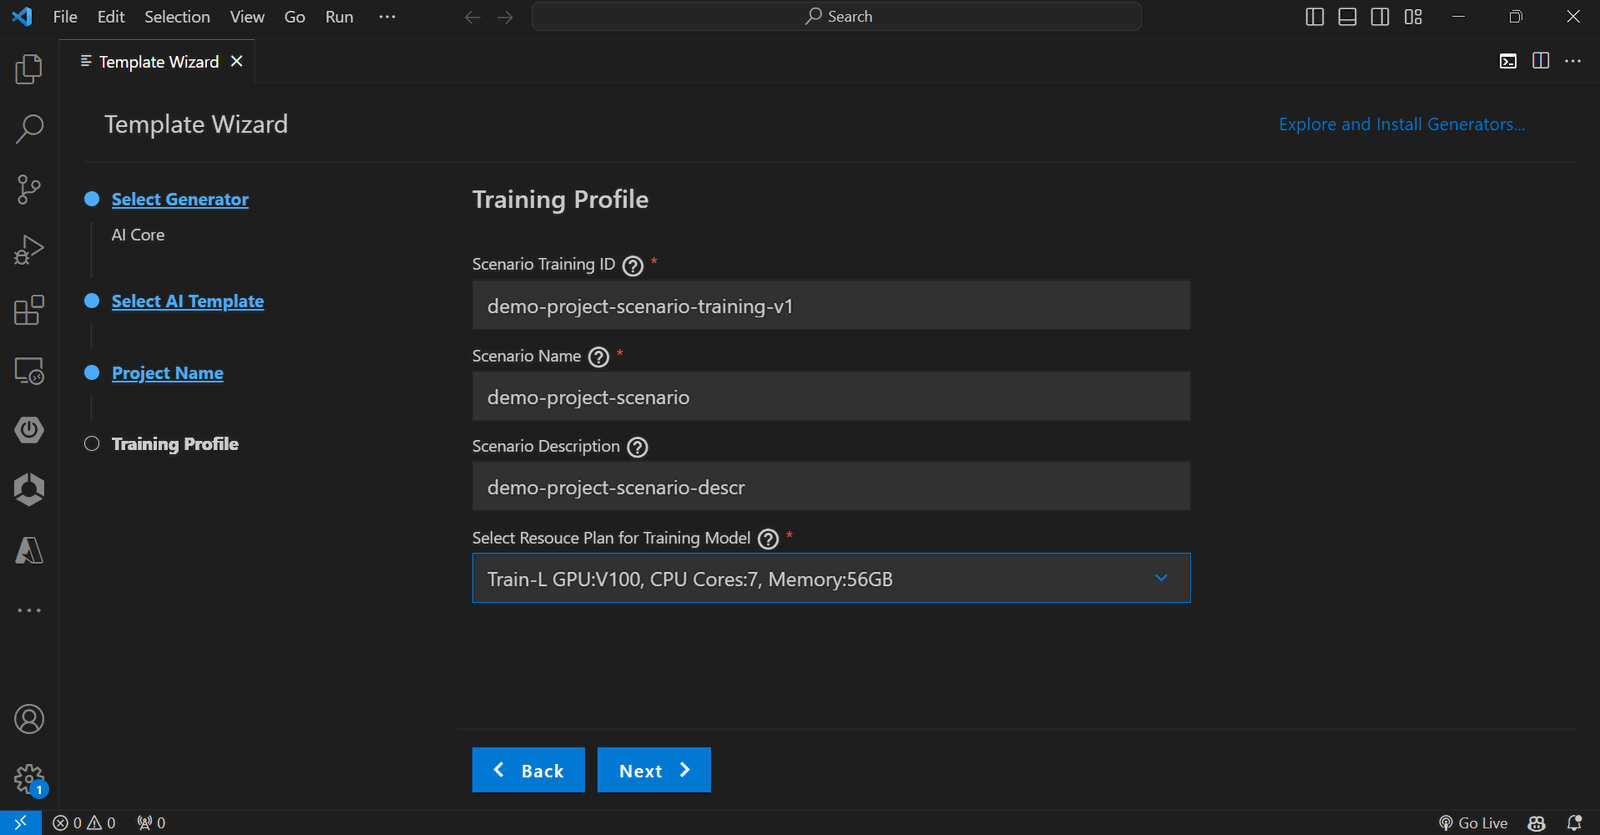 File Edit Selection View Go Run
Search
Template Wizard
Template Wizard
Explore and Install Generators...
Select Generator
AI Core
Select AI Template
Project Name
Training Profile
Training Profile
Scenario Training ID *
demo-project-scenario-training-v1
Scenario Name *
demo-project-scenario
Scenario Description
demo-project-scenario-descr
Select Resouce Plan for Training Model *
Train-L GPU:V100, CPU Cores:7, Memory:56GB
Back Next
1
0 0 0
Go Live